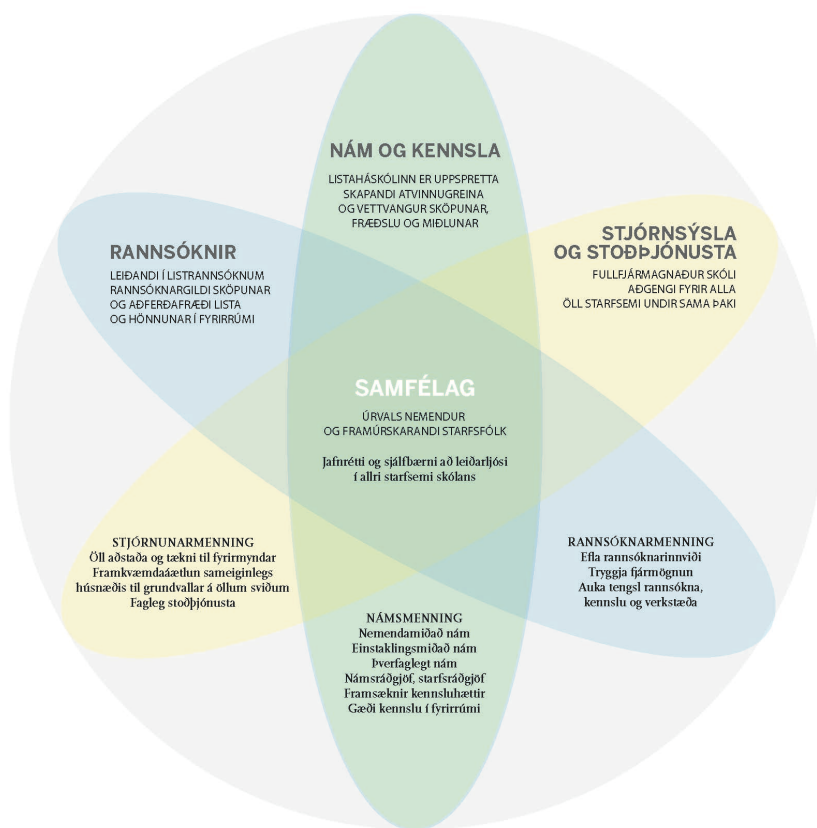 NÁM OG KENNSLA
LISTAHÁSKÓLINN ER UPPSPRETTA
SKAPANDI ATVINNUGREINA
OG VETTVANGUR SKÖPUNAR,
FRÆÐSLU OG MIÐLUNAR
RANNSÓKNIR
LEIÐANDI Í LISTRANNSÓKNUM
RANNSÓKNARGILDI SKÖPUNAR
OG AÐFERÐAFRÆÐI LISTA
OG HÖNNUNAR Í FYRIRRÚMI
STJÓRNSÝSLA
OG STOÐÞJÓNUSTA
FULLFJÁRMAGNAÐUR SKÓLI
AÐGENGI FYRIR ALLA
ÖLL STARFSEMI UNDIR SAMA ÞAKI
SAMFÉLAG
ÚRVALS NEMENDUR
OG FRAMÚRSKARANDI STARFSFÓLK
Jafnrétti og sjálfbærni að leiðarljósi
í allri starfsemi skólans
STJÓRNUNARMENNING
Öll aðstaða og tækni til fyrirmyndar
Framkvæmdaáætlun sameiginlegs
húsnæðis til grundvallar á öllum sviðum
Fagleg stoðþjónusta
RANNSÓKNARMENNING
Efla rannsóknarinnviði
Tryggja fjármögnun
Auka tengsl rannsókna,
kennslu og verkstæða
NÁMSMENNING
Nemendamiðað nám
Einstaklingsmiðað nám
Þverfaglegt nám
Námsráðgjöf, starfsráðgjöf
Framsæknir kennsluhættir
Gæði kennslu í fyrirrúmi